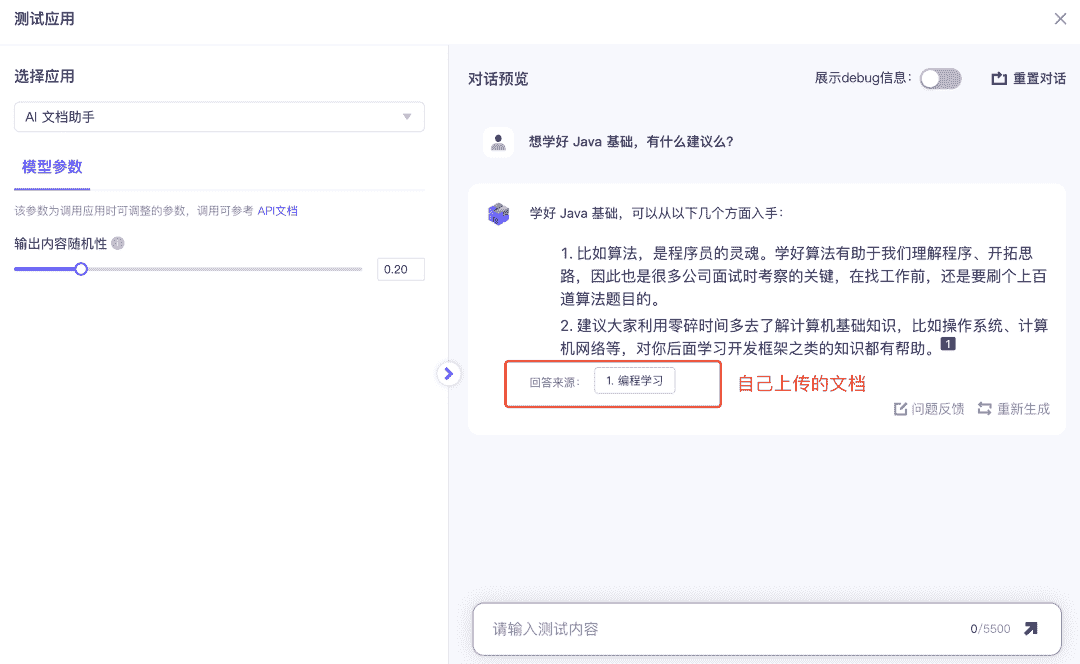 测试应用
选择应用
AI 文档助手
模型参数
该参数为调用应用时可调整的参数，调用可参考 API文档
输出内容随机性
0.20
对话预览
展示debug信息：
重置对话
想学好 Java 基础，有什么建议么？
学好 Java 基础，可以从以下几个方面入手：
1. 比如算法，是程序员的灵魂。学好算法有助于我们理解程序、开拓思
路，因此也是很多公司面试时考察的关键，在找工作前，还是要刷个上百
道算法题目的。
2. 建议大家利用零碎时间多去了解计算机基础知识，比如操作系统、计算
机网络等，对你后面学习开发框架之类的知识都有帮助。 1
回答来源： 1. 编程学习
自己上传的文档
问题反馈 重新生成
请输入测试内容
0/5500